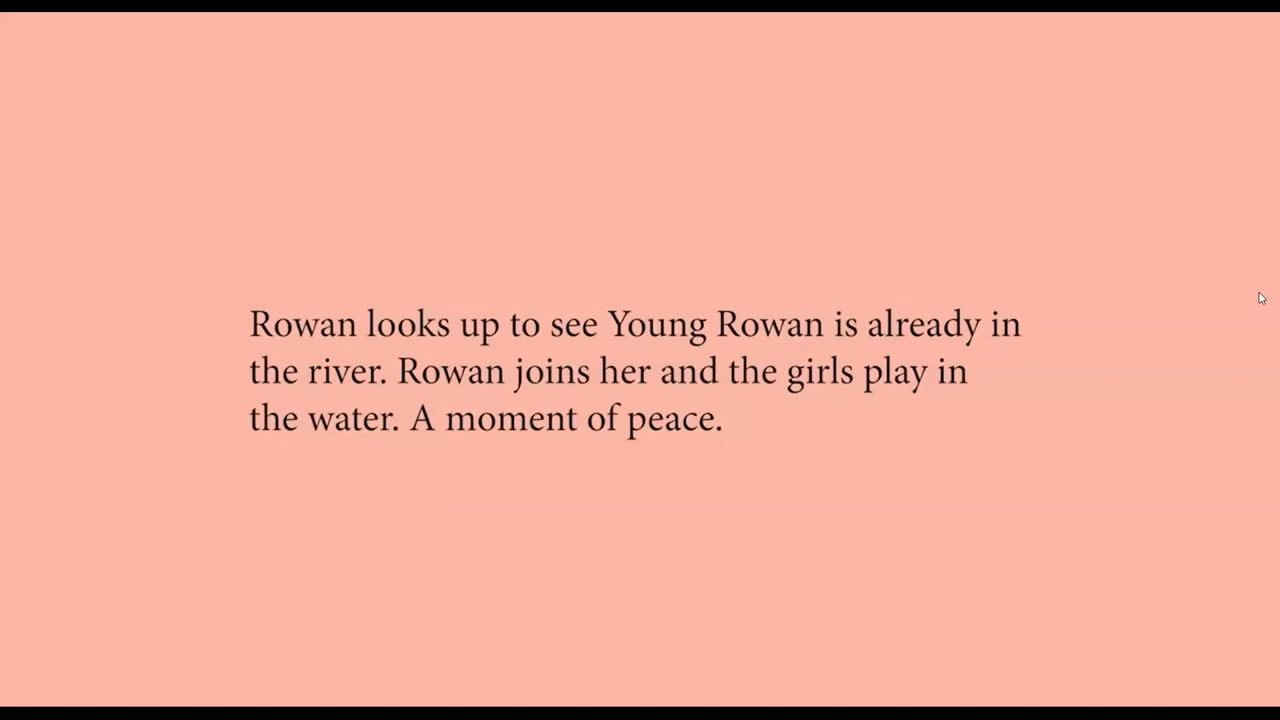 Rowan looks up to see Young Rowan is already in
the river. Rowan joins her and the girls play in
the water. A moment of peace.